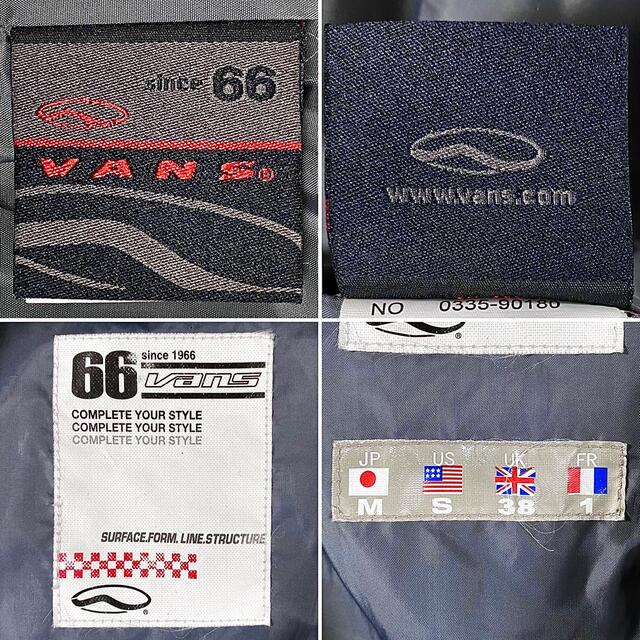 since 66
VANS®
www.vans.com
NO 0335-90186
®
66 since 1966
VANS
COMPLETE YOUR STYLE
COMPLETE YOUR STYLE
COMPLETE YOUR STYLE
SURFACE.FORM. LINE.STRUCTURE
®
JP US UK FR
M S 38 1